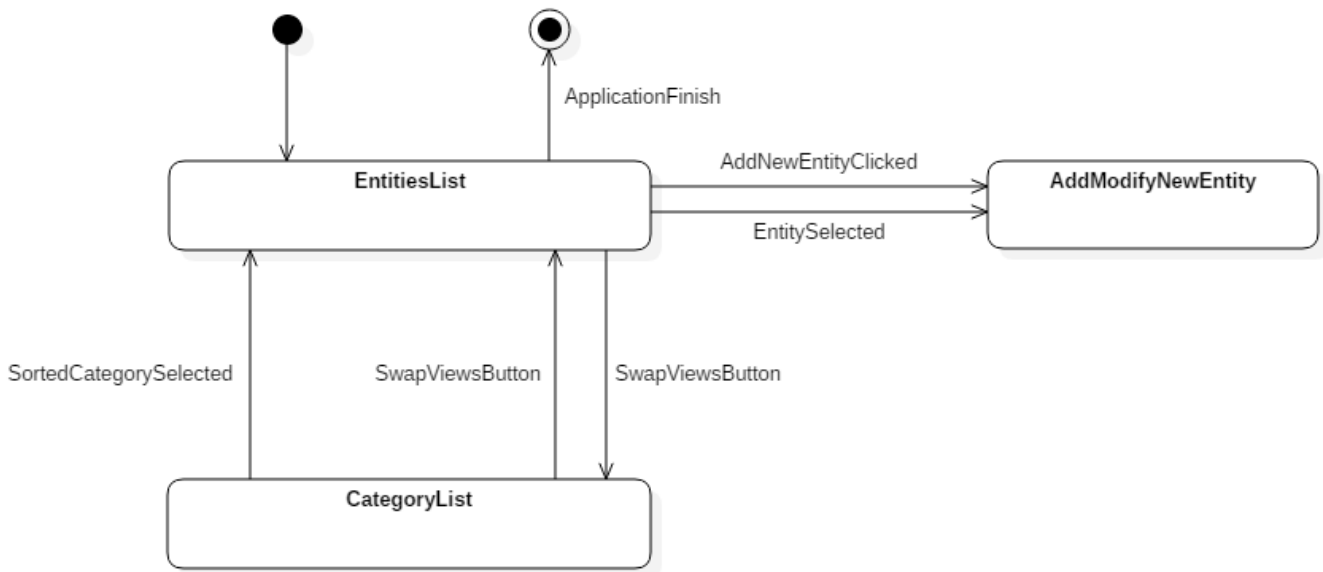 ApplicationFinish
AddNewEntityClicked
EntitiesList
AddModifyNewEntity
EntitySelected
SortedCategorySelected
SwapViewsButton
SwapViewsButton
CategoryList